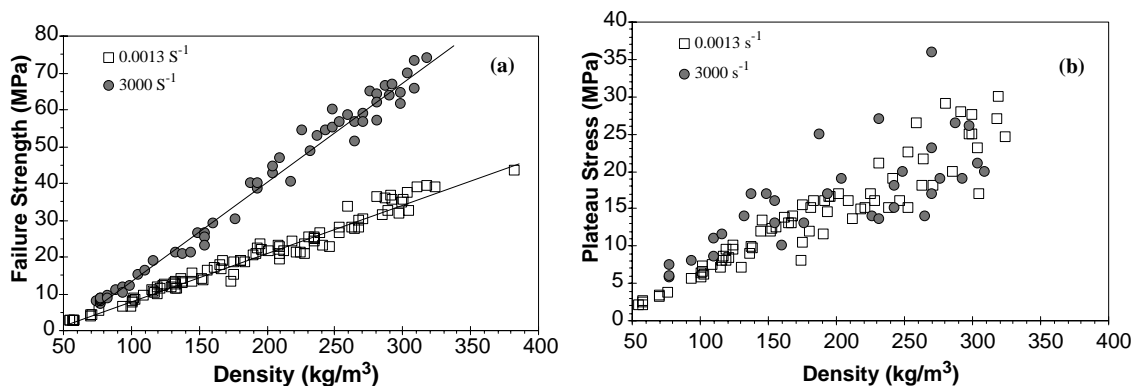 80
70
60
50
40
30
20
10
0
Failure Strength (MPa)
0.0013 S⁻¹
3000 S⁻¹
(a)
50 100 150 200 250 300 350 400
Density (kg/m³)
40
35
30
25
20
15
10
5
0
Plateau Stress (MPa)
0.0013 s⁻¹
3000 s⁻¹
(b)
50 100 150 200 250 300 350 400
Density (kg/m³)